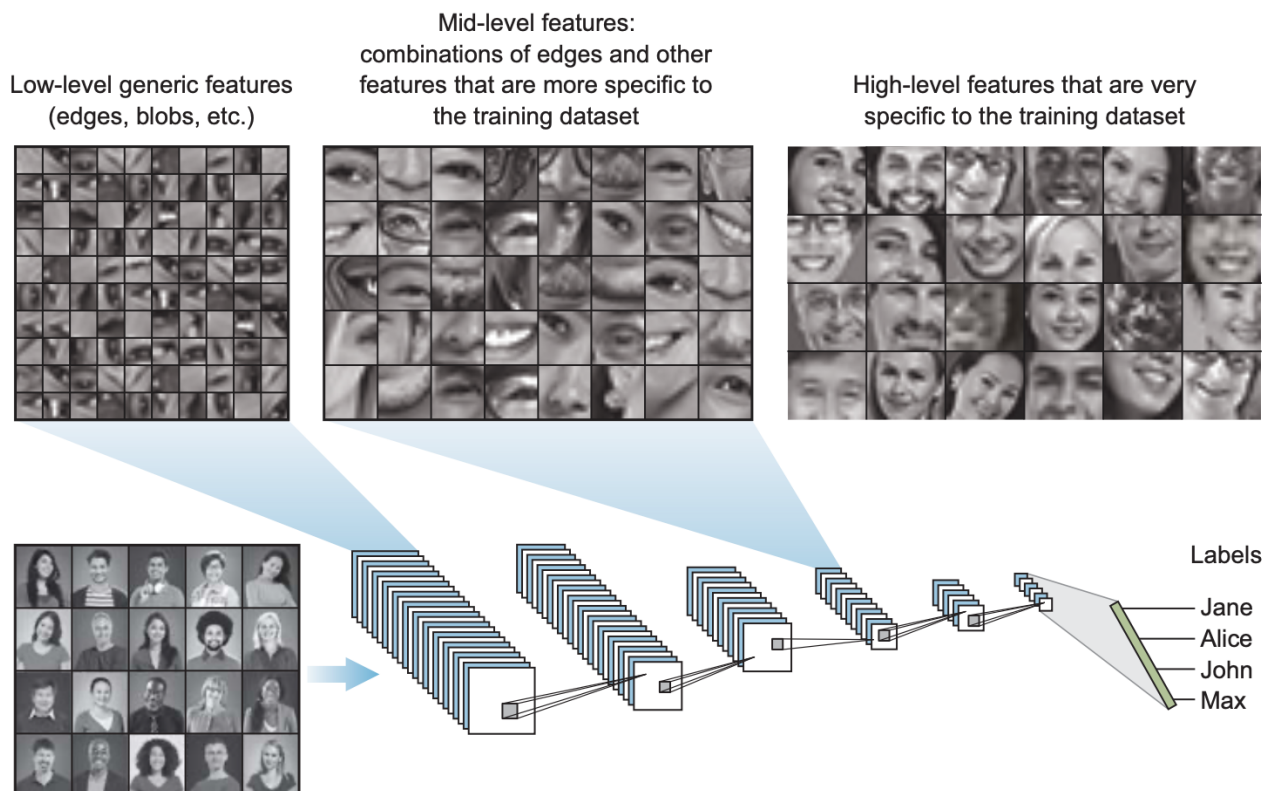 Low-level generic features
(edges, blobs, etc.)
Mid-level features:
combinations of edges and other
features that are more specific to
the training dataset
High-level features that are very
specific to the training dataset
Labels
Jane
Alice
John
Max